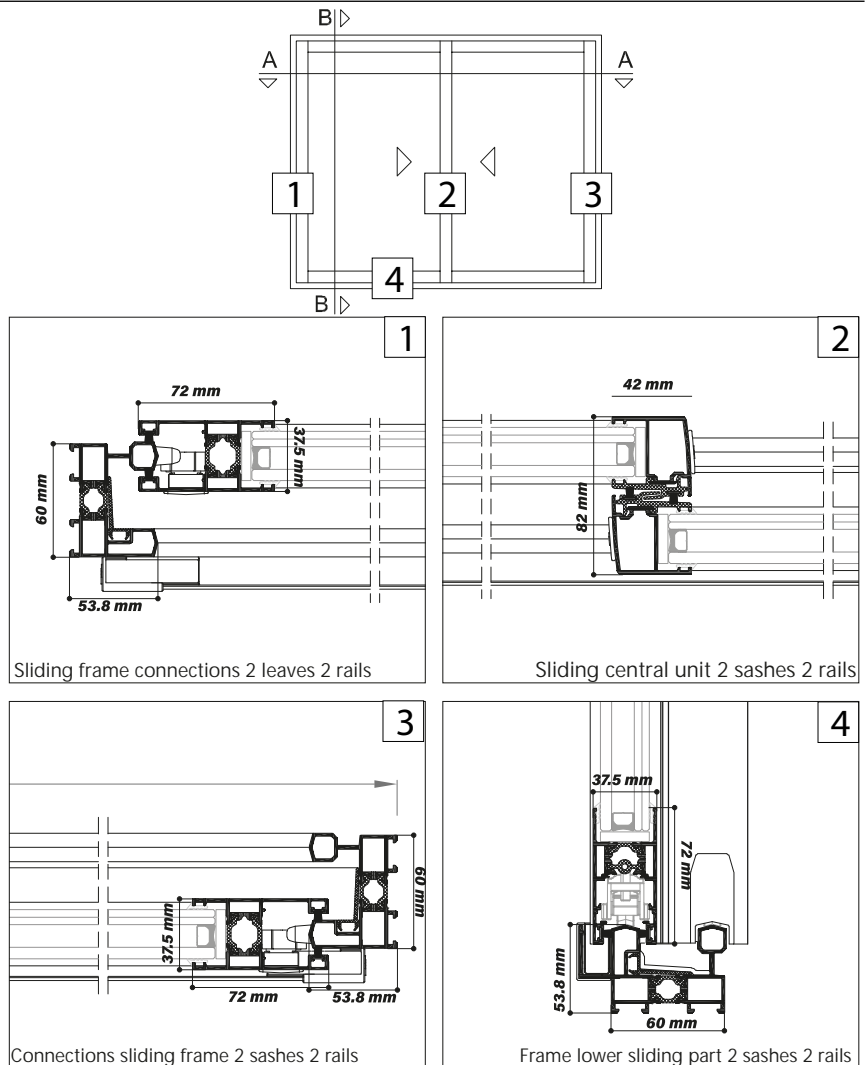 B
A
A
1
2
3
4
B
1
72 mm
37.5 mm
60 mm
53.8 mm
Sliding frame connections 2 leaves 2 rails
2
42 mm
82 mm
Sliding central unit 2 sashes 2 rails
3
60 mm
37.5 mm
72 mm
53.8 mm
Connections sliding frame 2 sashes 2 rails
4
37.5 mm
72 mm
53.8 mm
60 mm
Frame lower sliding part 2 sashes 2 rails